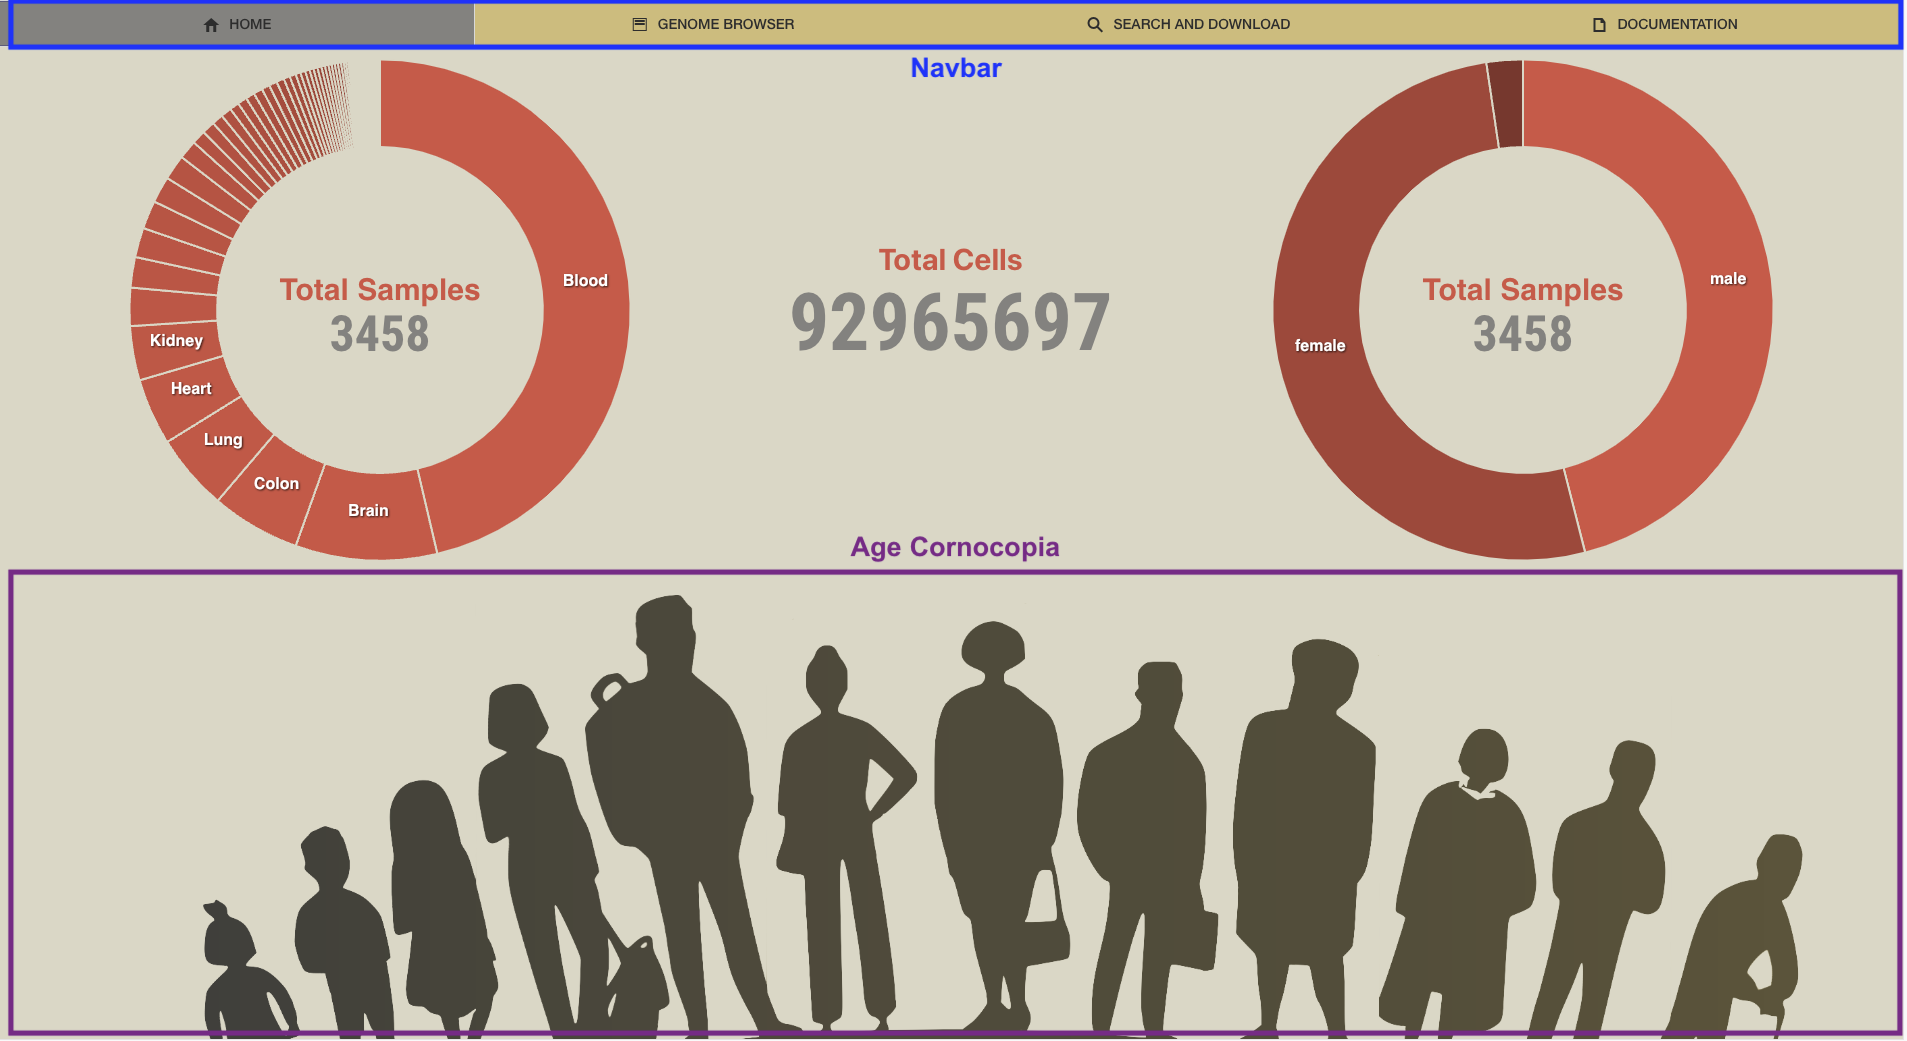 HOME
GENOME BROWSER
SEARCH AND DOWNLOAD
DOCUMENTATION
Navbar
Total Samples
3458
Blood
Kidney
Heart
Lung
Colon
Brain
Total Cells
92965697
Total Samples
3458
male
female
Age Cornocopia